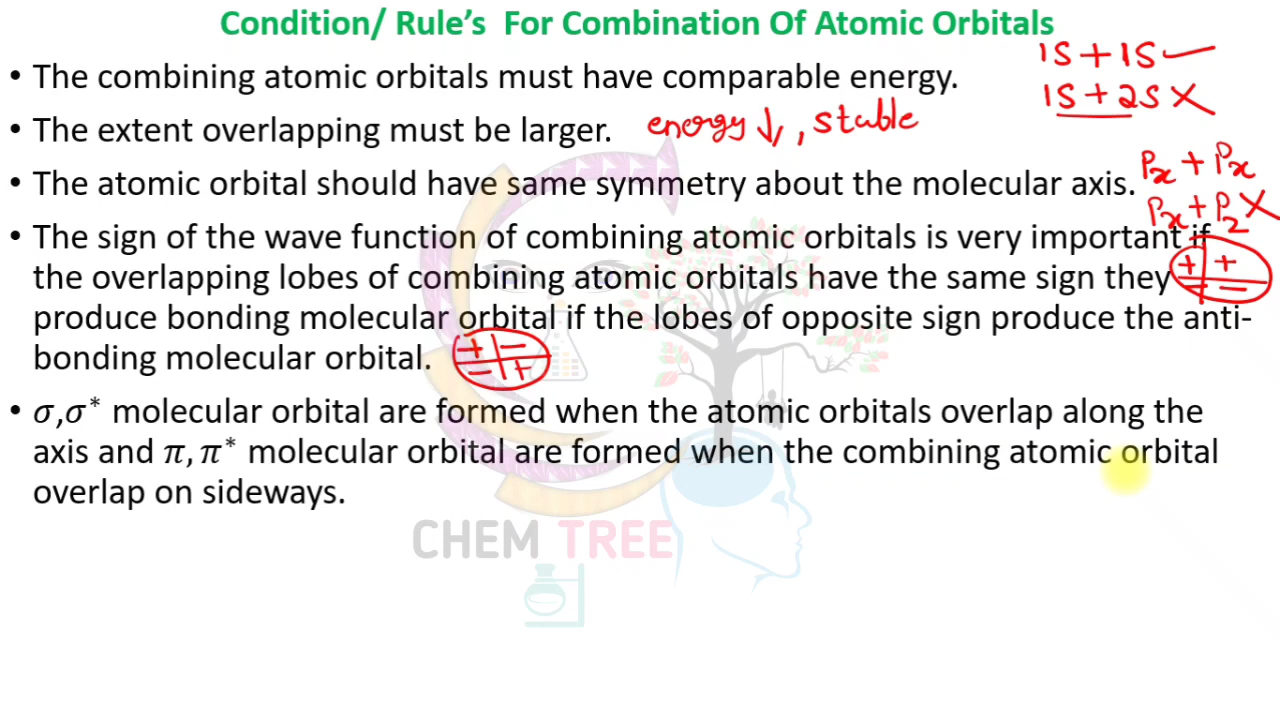 Condition/ Rule's For Combination Of Atomic Orbitals
1S + 1S
• The combining atomic orbitals must have comparable energy.
1S + 2S X
• The extent overlapping must be larger. energy ↓, stable
• The atomic orbital should have same symmetry about the molecular axis. Px + Px
Px + Pz X
• The sign of the wave function of combining atomic orbitals is very important if
the overlapping lobes of combining atomic orbitals have the same sign they
+ +
+ −
produce bonding molecular orbital if the lobes of opposite sign produce the anti-
bonding molecular orbital.
+ −
− +
• σ,σ* molecular orbital are formed when the atomic orbitals overlap along the
axis and π, π* molecular orbital are formed when the combining atomic orbital
overlap on sideways.
CHEM TREE